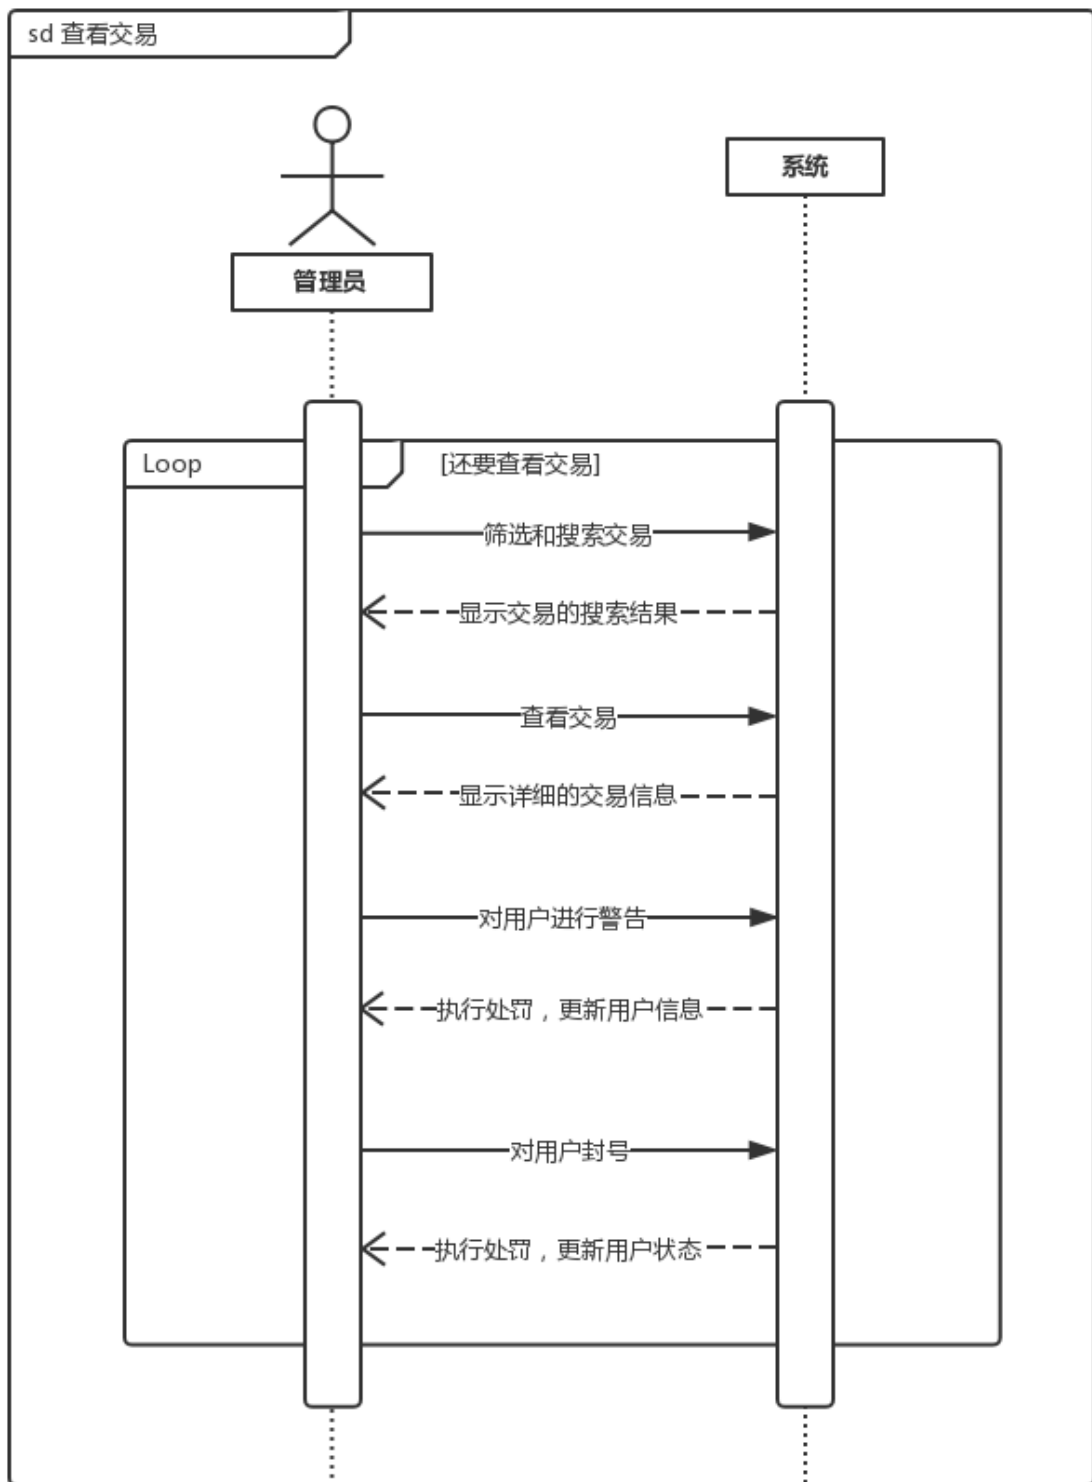 sd 查看交易
系统
管理员
Loop
[还要查看交易]
筛选和搜索交易
显示交易的搜索结果
查看交易
显示详细的交易信息
对用户进行警告
执行处罚，更新用户信息
对用户封号
执行处罚，更新用户状态